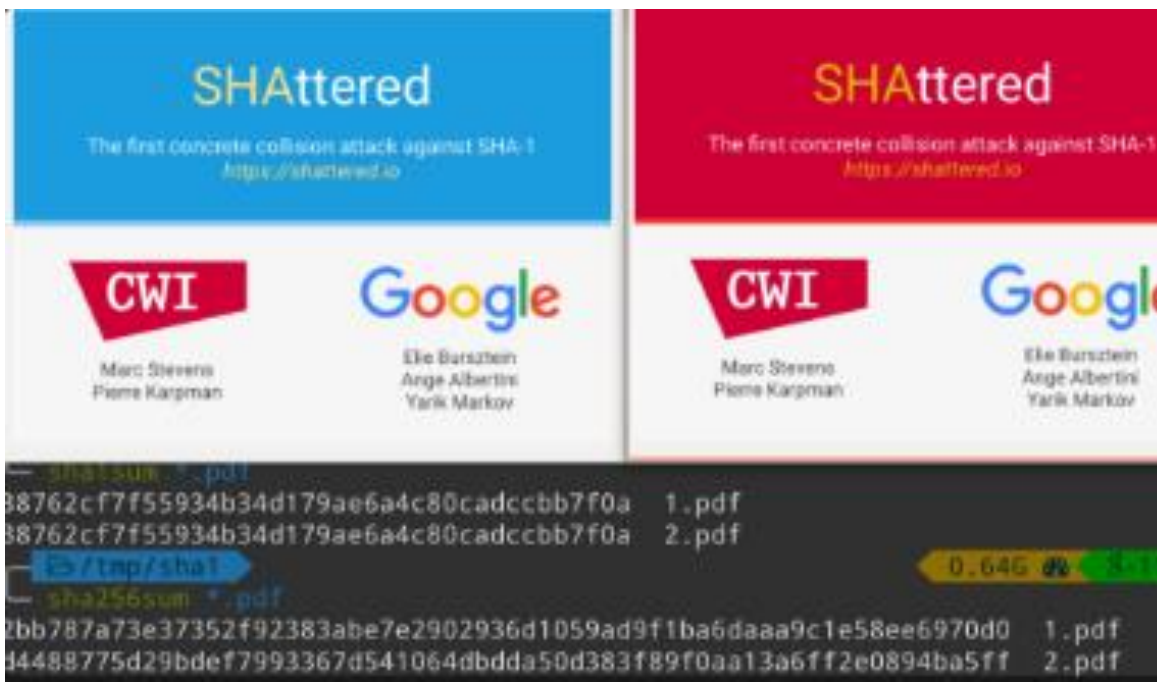 SHAttered
The first concrete collision attack against SHA-1
https://shattered.io
CWI
Google
Marc Stevens
Pierre Karpman
Elie Bursztein
Ange Albertini
Yarik Markov
SHAttered
The first concrete collision attack against SHA-1
https://shattered.io
CWI
Googl
Marc Stevens
Pierre Karpman
Elie Bursztein
Ange Albertini
Yarik Markov
sha1sum *.pdf
38762cf7f55934b34d179ae6a4c80cadccbb7f0a 1.pdf
38762cf7f55934b34d179ae6a4c80cadccbb7f0a 2.pdf
/tmp/sha1
0.64G
sha256sum *.pdf
2bb787a73e37352f92383abe7e2902936d1059ad9f1ba6daaa9c1e58ee6970d0 1.pdf
d4488775d29bdef7993367d541064dbdda50d383f89f0aa13a6ff2e0894ba5ff 2.pdf